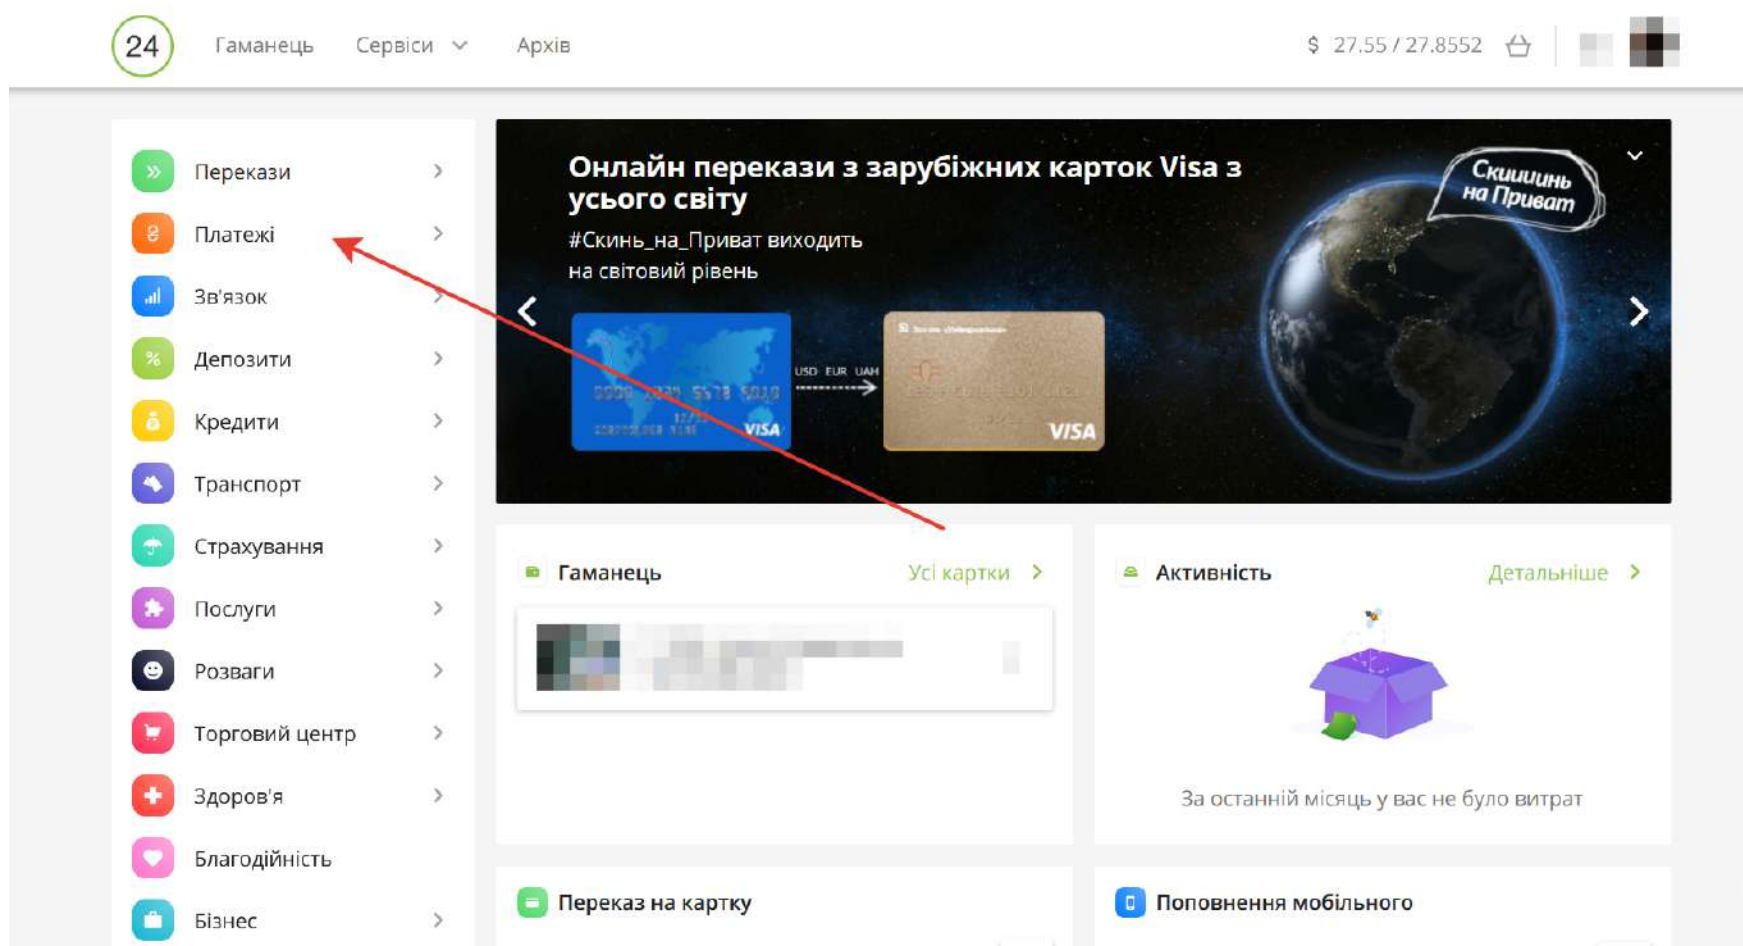 24
Гаманець
Сервіси
Архів
$ 27.55 / 27.8552
Перекази
Платежі
Зв'язок
Депозити
Кредити
Транспорт
Страхування
Послуги
Розваги
Торговий центр
Здоров'я
Благодійність
Бізнес
Онлайн перекази з зарубіжних карток Visa з
усього світу
#Скинь_на_Приват виходить
на світовий рівень
Скиииинь
на Приват
USD EUR UAH
VISA
VISA
Гаманець
Усі картки
Активність
Детальніше
За останній місяць у вас не було витрат
Переказ на картку
Поповнення мобільного